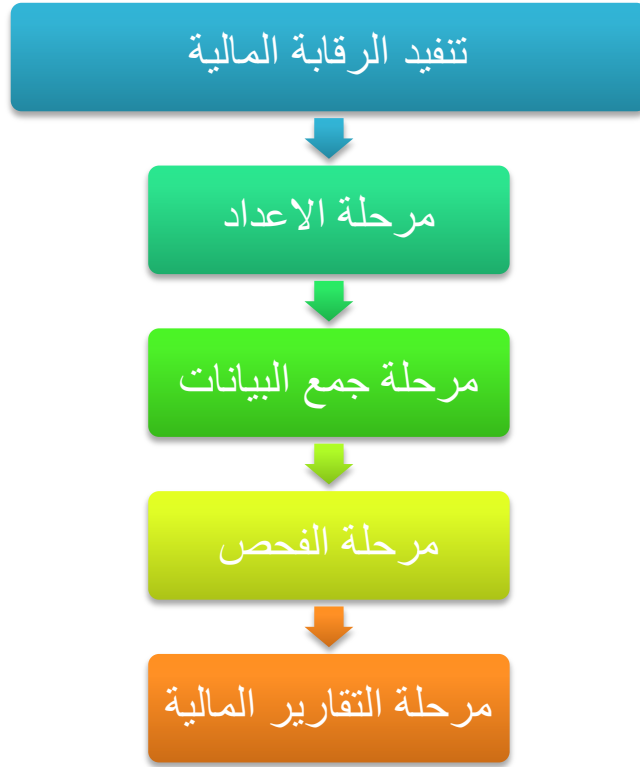 تنفيد الرقابة المالية
مرحلة الاعداد
مرحلة جمع البيانات
مرحلة الفحص
مرحلة التقارير المالية